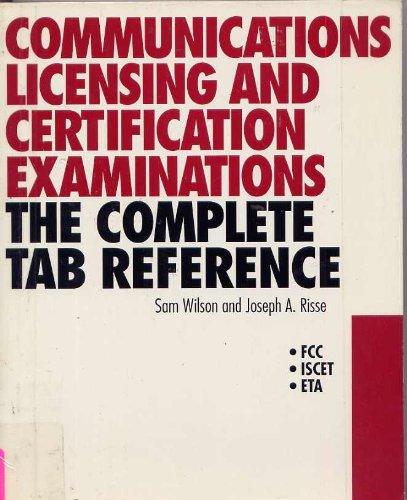 COMMUNICATIONS
LICENSING AND
CERTIFICATION
EXAMINATIONS
THE COMPLETE
TAB REFERENCE
Sam Wilson and Joseph A. Risse
• FCC
• ISCET
• ETA